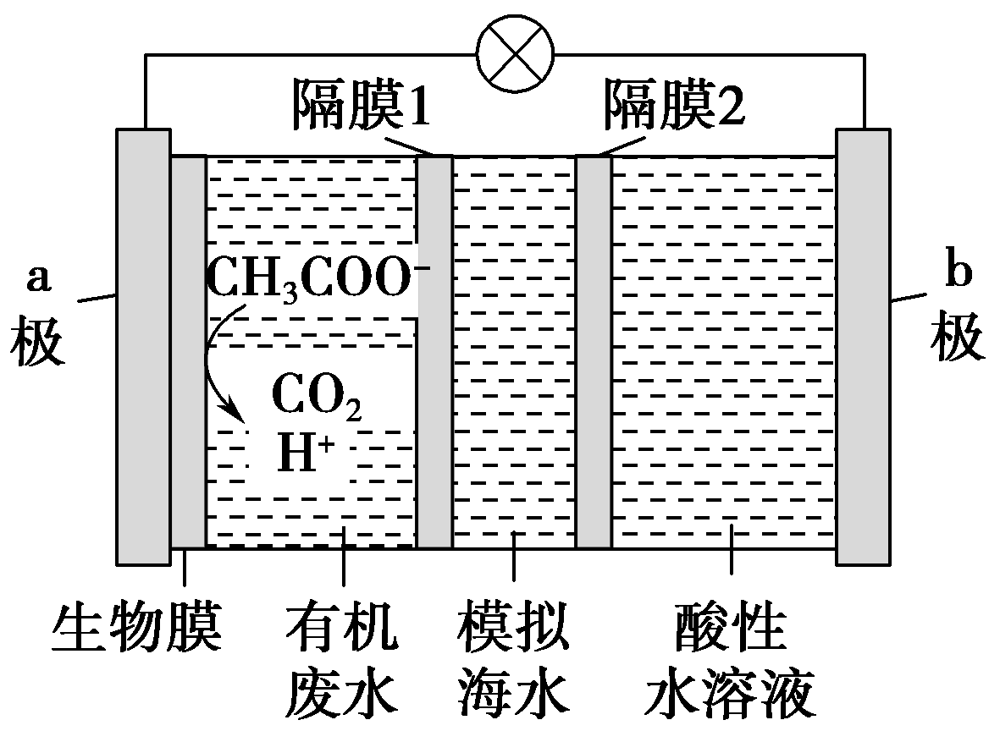 隔膜1
隔膜2
a
极
CH₃COO⁻
CO₂
H⁺
b
极
生物膜
有机
废水
模拟
海水
酸性
水溶液